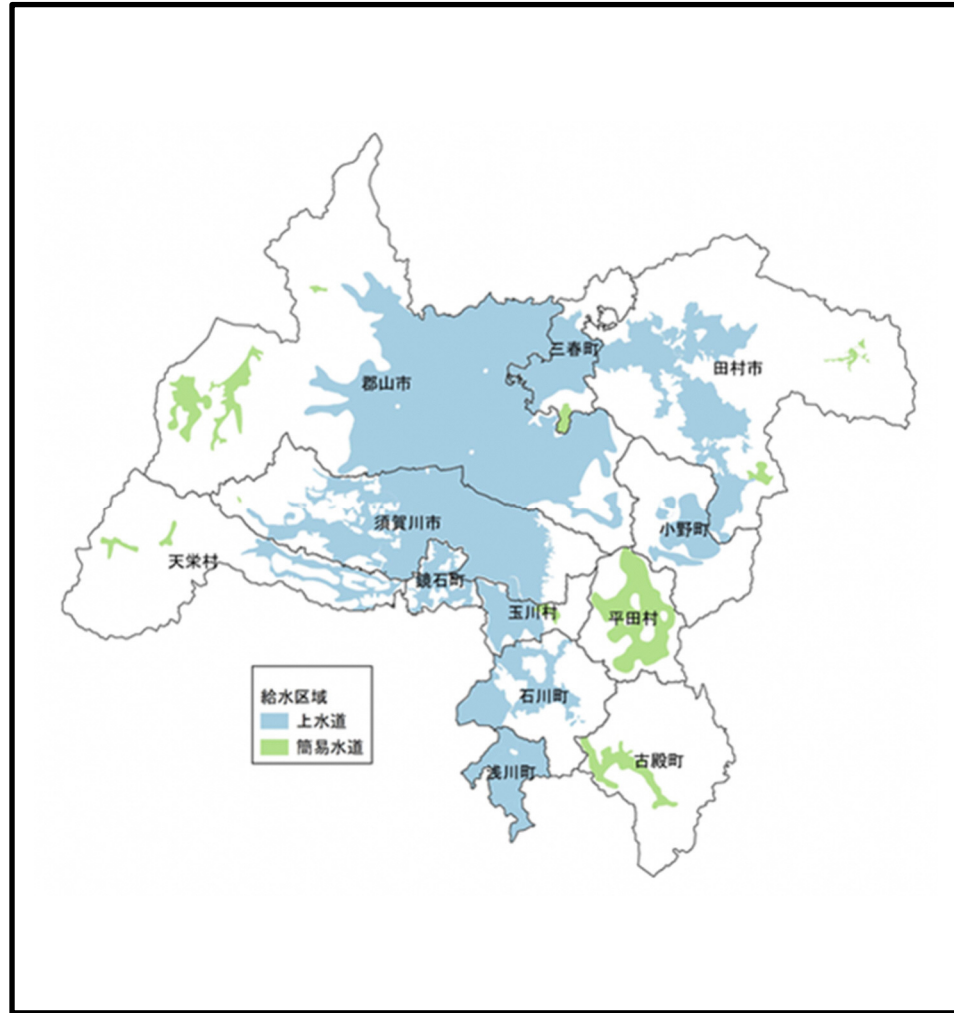 三春町
田村市
郡山市
須賀川市
小野町
天栄村
鏡石町
玉川村
平田村
石川町
古殿町
浅川町
給水区域
上水道
簡易水道